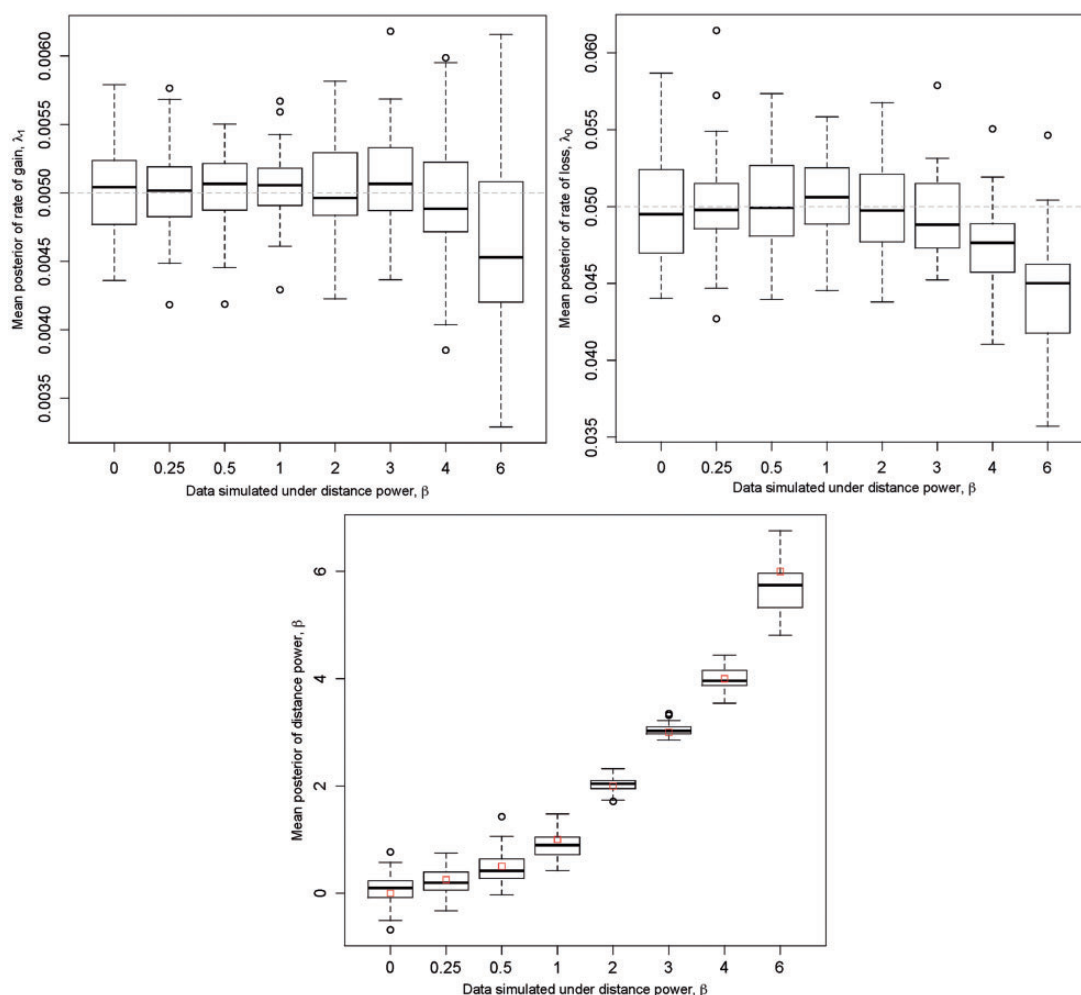 Mean posterior of rate of gain, λ₁
0.0060
0.0055
0.0050
0.0045
0.0040
0.0035
0 0.25 0.5 1 2 3 4 6
Data simulated under distance power, β
Mean posterior of rate of loss, λ₀
0.060
0.055
0.050
0.045
0.040
0.035
0 0.25 0.5 1 2 3 4 6
Data simulated under distance power, β
Mean posterior of distance power, β
6
4
2
0
0 0.25 0.5 1 2 3 4 6
Data simulated under distance power, β